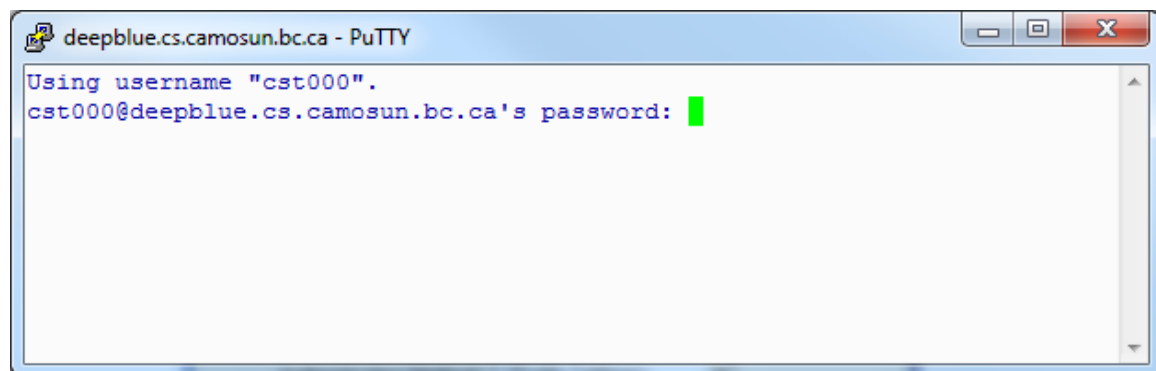 deepblue.cs.camosun.bc.ca - PuTTY
Using username "cst000".
cst000@deepblue.cs.camosun.bc.ca's password: